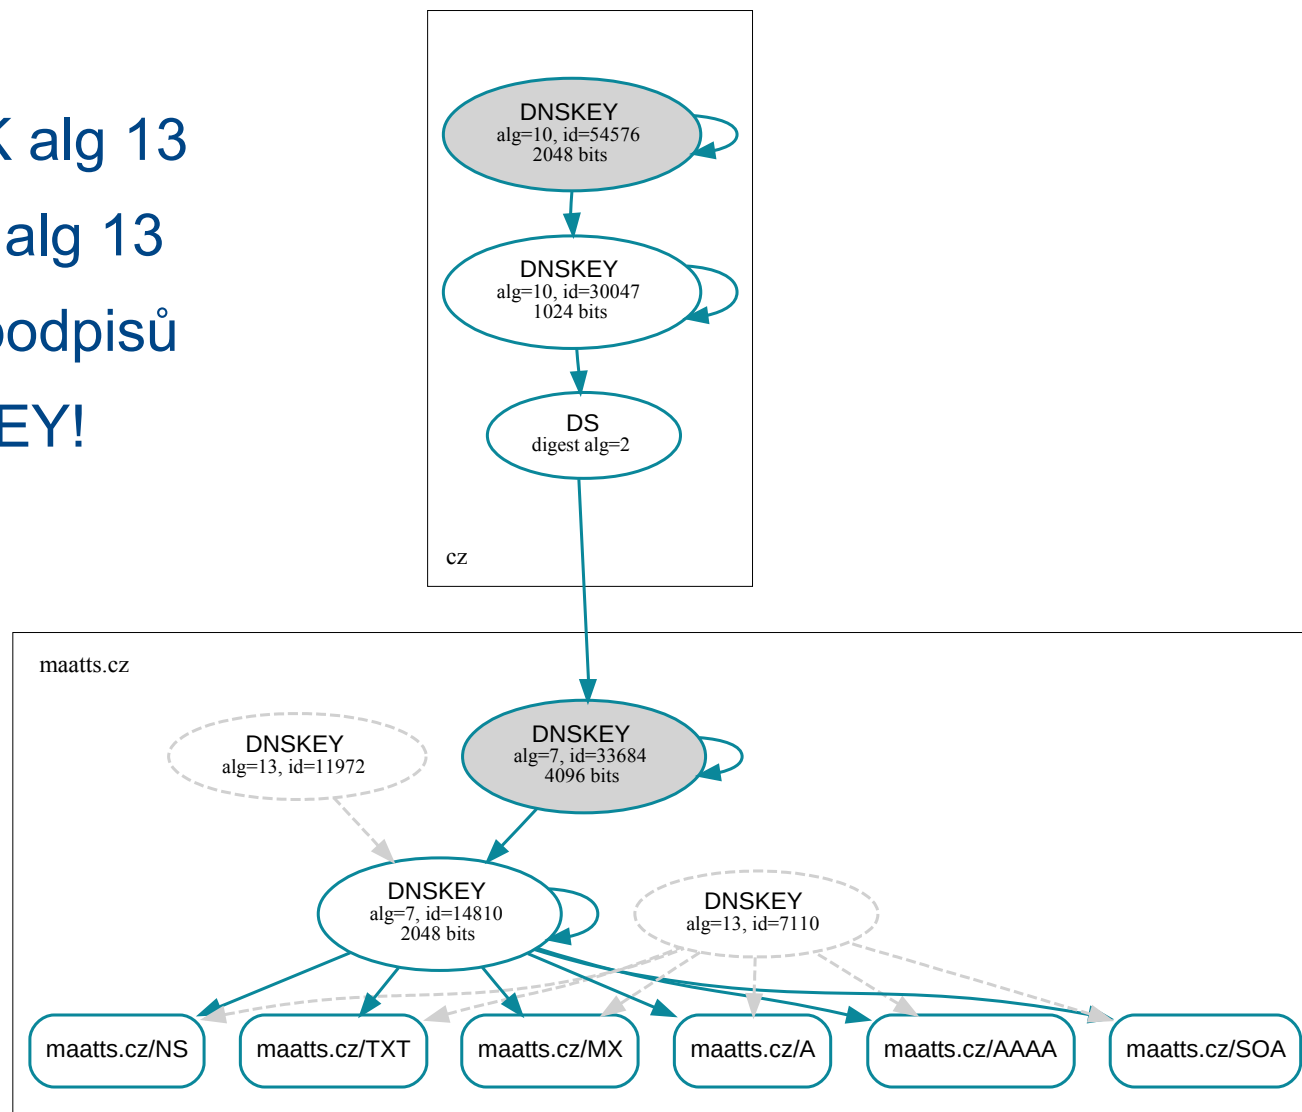 K alg 13
alg 13
podpisů
EY!
DNSKEY
alg=10, id=54576
2048 bits
DNSKEY
alg=10, id=30047
1024 bits
DS
digest alg=2
cz
maatts.cz
DNSKEY
alg=13, id=11972
DNSKEY
alg=7, id=33684
4096 bits
DNSKEY
alg=7, id=14810
2048 bits
DNSKEY
alg=13, id=7110
maatts.cz/NS
maatts.cz/TXT
maatts.cz/MX
maatts.cz/A
maatts.cz/AAAA
maatts.cz/SOA